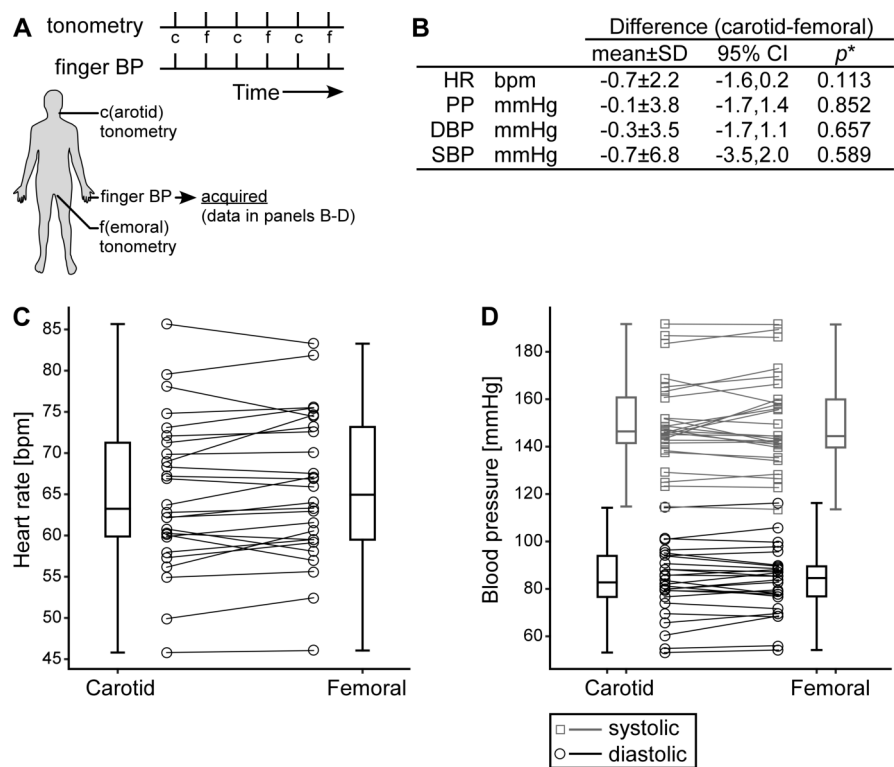 A
tonometry
c f c f c f
finger BP
Time
c(arotid)
tonometry
finger BP
acquired
(data in panels B-D)
f(emoral)
tonometry
B
Difference (carotid-femoral)
mean±SD 95% CI p*
HR bpm -0.7±2.2 -1.6,0.2 0.113
PP mmHg -0.1±3.8 -1.7,1.4 0.852
DBP mmHg -0.3±3.5 -1.7,1.1 0.657
SBP mmHg -0.7±6.8 -3.5,2.0 0.589
C
Heart rate [bpm]
85
80
75
70
65
60
55
50
45
Carotid Femoral
D
Blood pressure [mmHg]
180
160
140
120
100
80
60
Carotid Femoral
systolic
diastolic